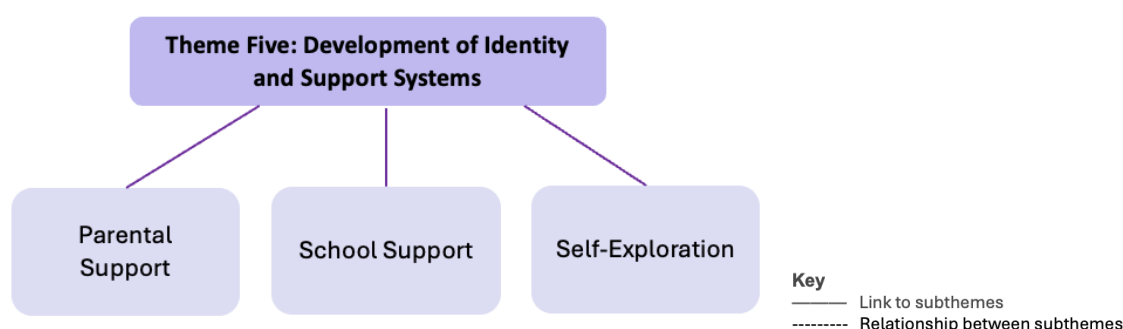 Theme Five: Development of Identity
and Support Systems
Parental
Support
School Support
Self-Exploration
Key
Link to subthemes
Relationship between subthemes